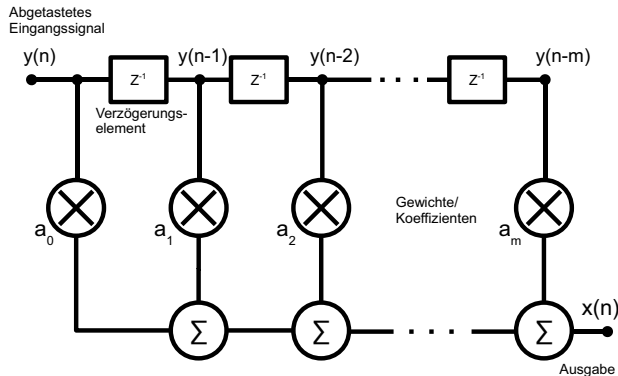 Abgetastetes
Eingangssignal
y(n) y(n-1) y(n-2) y(n-m)
Z-1 Z-1 Z-1
Verzögerungs-
element
Gewichte/
Koeffizienten
a0 a1 a2 am
x(n)
Σ Σ Σ
Ausgabe